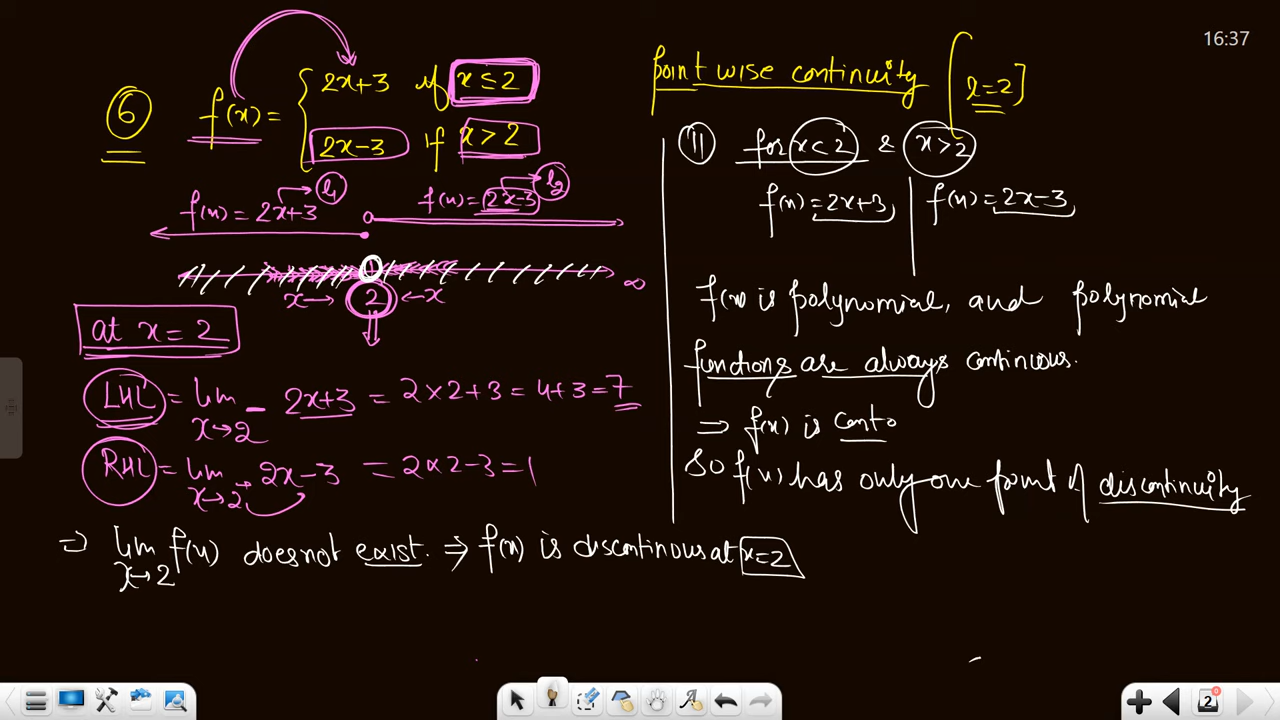 16:37
⑥ f(x) = { 2x+3 if x ≤ 2
2x-3 if x > 2
f(x) = 2x+3 → l1 f(x) = 2x-3 → l2
∞
x→ 2 ←x
at x = 2
LHL = lim x→2- 2x+3 = 2×2+3 = 4+3 = 7
RHL = lim x→2+ 2x-3 = 2×2-3 = 1
⇒ lim x→2 f(x) does not exist. ⇒ f(x) is discontinous at x=2
point wise continuity [x=2]
II for x<2 & x>2
f(x) = 2x+3 | f(x) = 2x-3
f(x) is polynomial, and polynomial
functions are always continous.
⇒ f(x) is conto
So f(x) has only one point of discontinuity
2